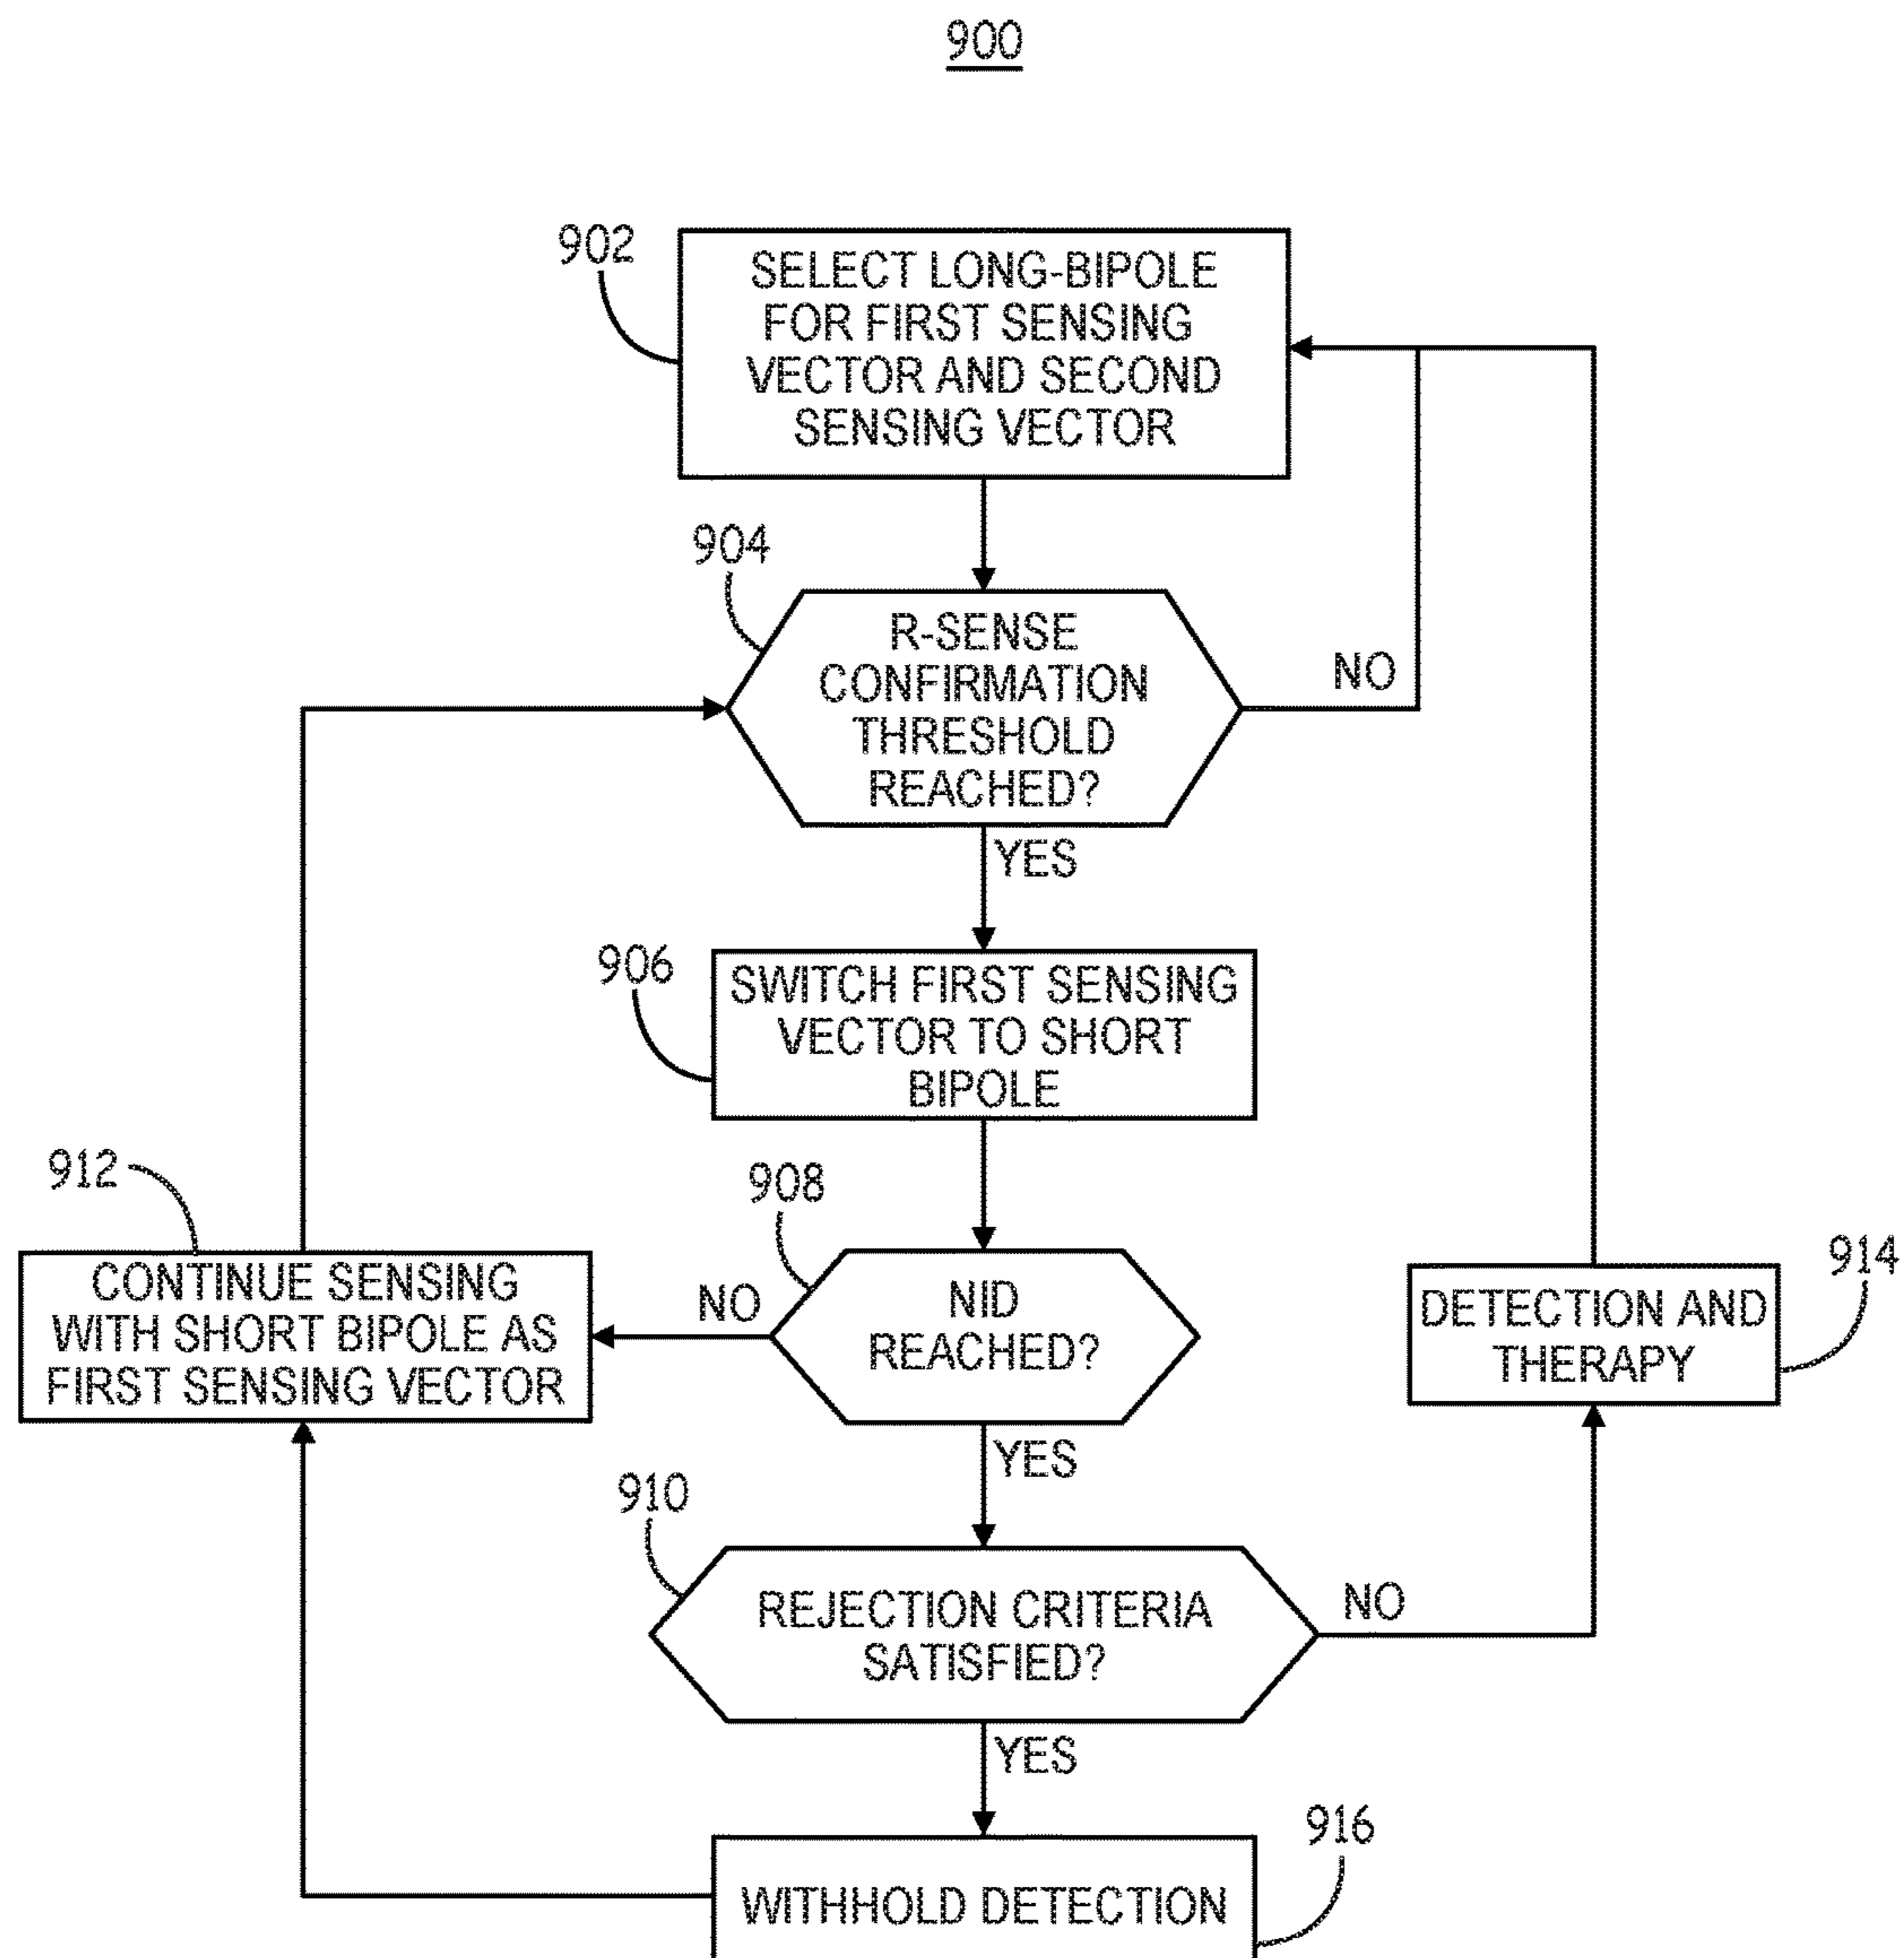 900
902
SELECT LONG-BIPOLE
FOR FIRST SENSING
VECTOR AND SECOND
SENSING VECTOR
904
R-SENSE
CONFIRMATION
THRESHOLD
REACHED?
NO
YES
906
SWITCH FIRST SENSING
VECTOR TO SHORT
BIPOLE
912
CONTINUE SENSING
WITH SHORT BIPOLE AS
FIRST SENSING VECTOR
908
NID
REACHED?
NO
YES
914
DETECTION AND
THERAPY
910
REJECTION CRITERIA
SATISFIED?
NO
YES
916
WITHHOLD DETECTION